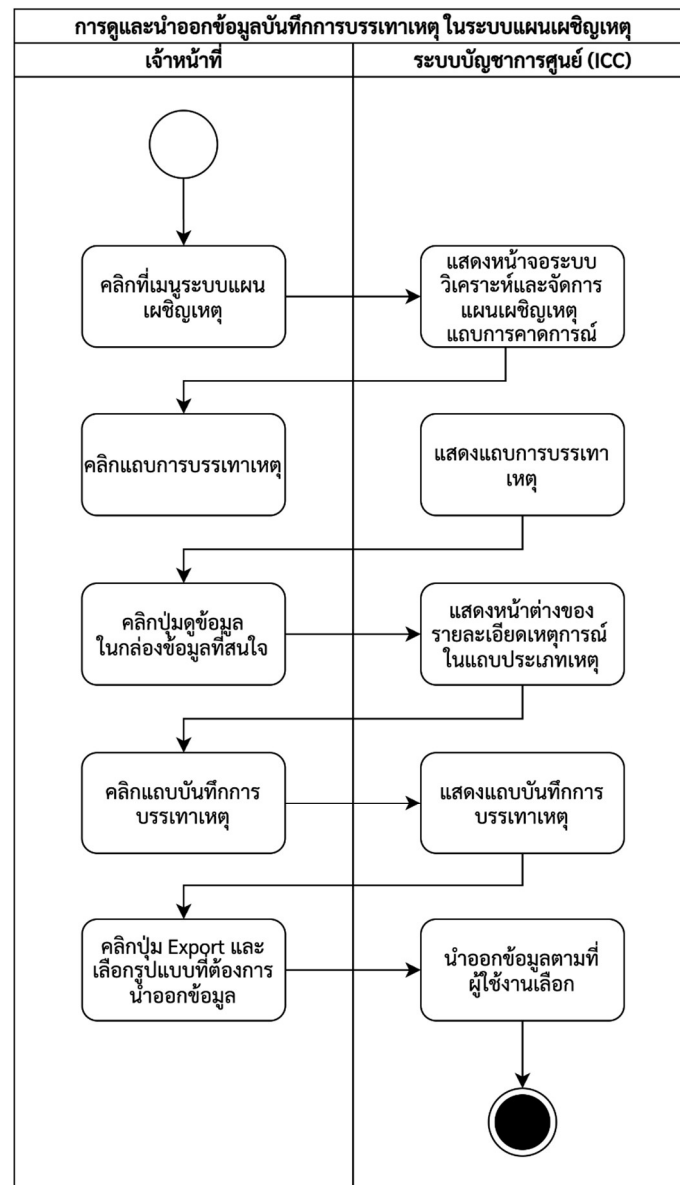 การดูและนำออกข้อมูลบันทึกการบรรเทาเหตุ ในระบบแผนเผชิญเหตุ
เจ้าหน้าที่
ระบบบัญชาการศูนย์ (ICC)
คลิกที่เมนูระบบแผน
เผชิญเหตุ
แสดงหน้าจอระบบ
วิเคราะห์และจัดการ
แผนเผชิญเหตุ
แถบการคาดการณ์
คลิกแถบการบรรเทาเหตุ
แสดงแถบการบรรเทา
เหตุ
คลิกปุ่มดูข้อมูล
ในกล่องข้อมูลที่สนใจ
แสดงหน้าต่างของ
รายละเอียดเหตุการณ์
ในแถบประเภทเหตุ
คลิกแถบบันทึกการ
บรรเทาเหตุ
แสดงแถบบันทึกการ
บรรเทาเหตุ
คลิกปุ่ม Export และ
เลือกรูปแบบที่ต้องการ
นำออกข้อมูล
นำออกข้อมูลตามที่
ผู้ใช้งานเลือก